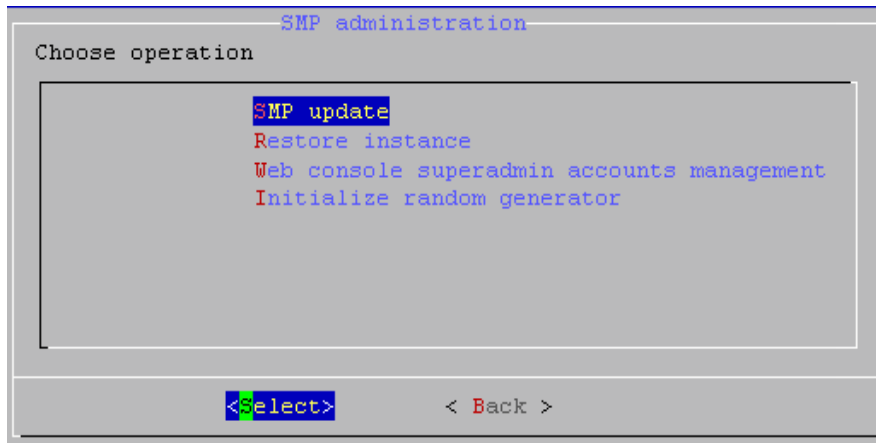 SMP administration
Choose operation
SMP update
Restore instance
Web console superadmin accounts management
Initialize random generator
<Select> < Back >